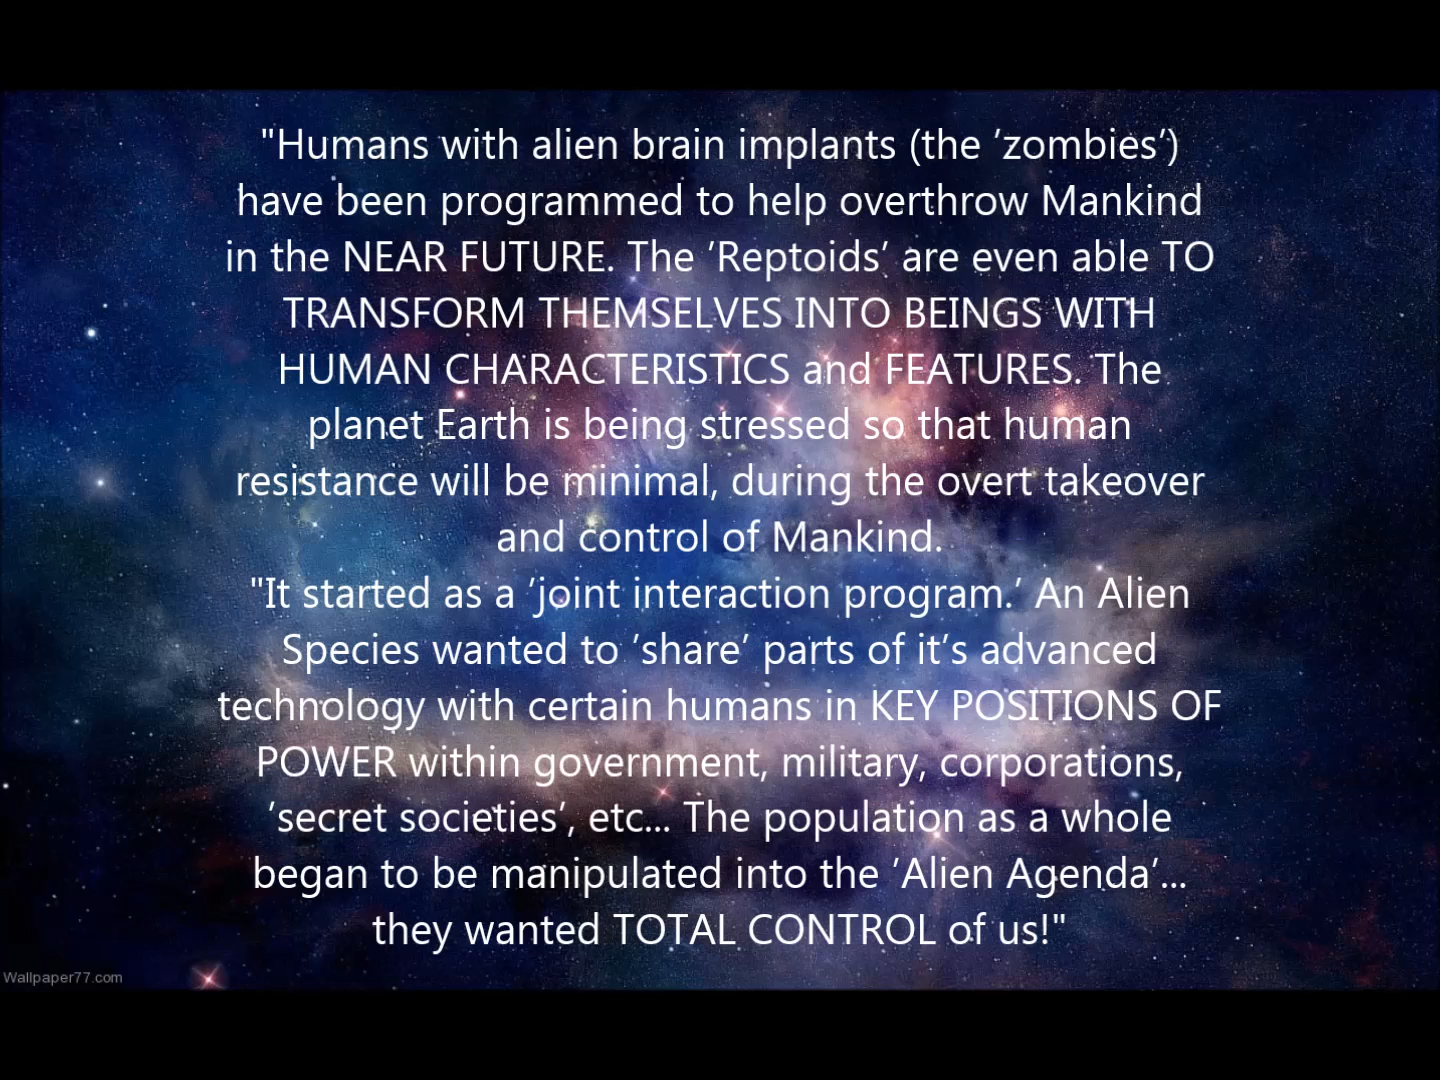 "Humans with alien brain implants (the 'zombies')
have been programmed to help overthrow Mankind
in the NEAR FUTURE. The 'Reptoids' are even able TO
TRANSFORM THEMSELVES INTO BEINGS WITH
HUMAN CHARACTERISTICS and FEATURES. The
planet Earth is being stressed so that human
resistance will be minimal, during the overt takeover
and control of Mankind.
"It started as a 'joint interaction program.' An Alien
Species wanted to 'share' parts of it's advanced
technology with certain humans in KEY POSITIONS OF
POWER within government, military, corporations,
'secret societies', etc... The population as a whole
began to be manipulated into the 'Alien Agenda'...
they wanted TOTAL CONTROL of us!"
Wallpaper77.com